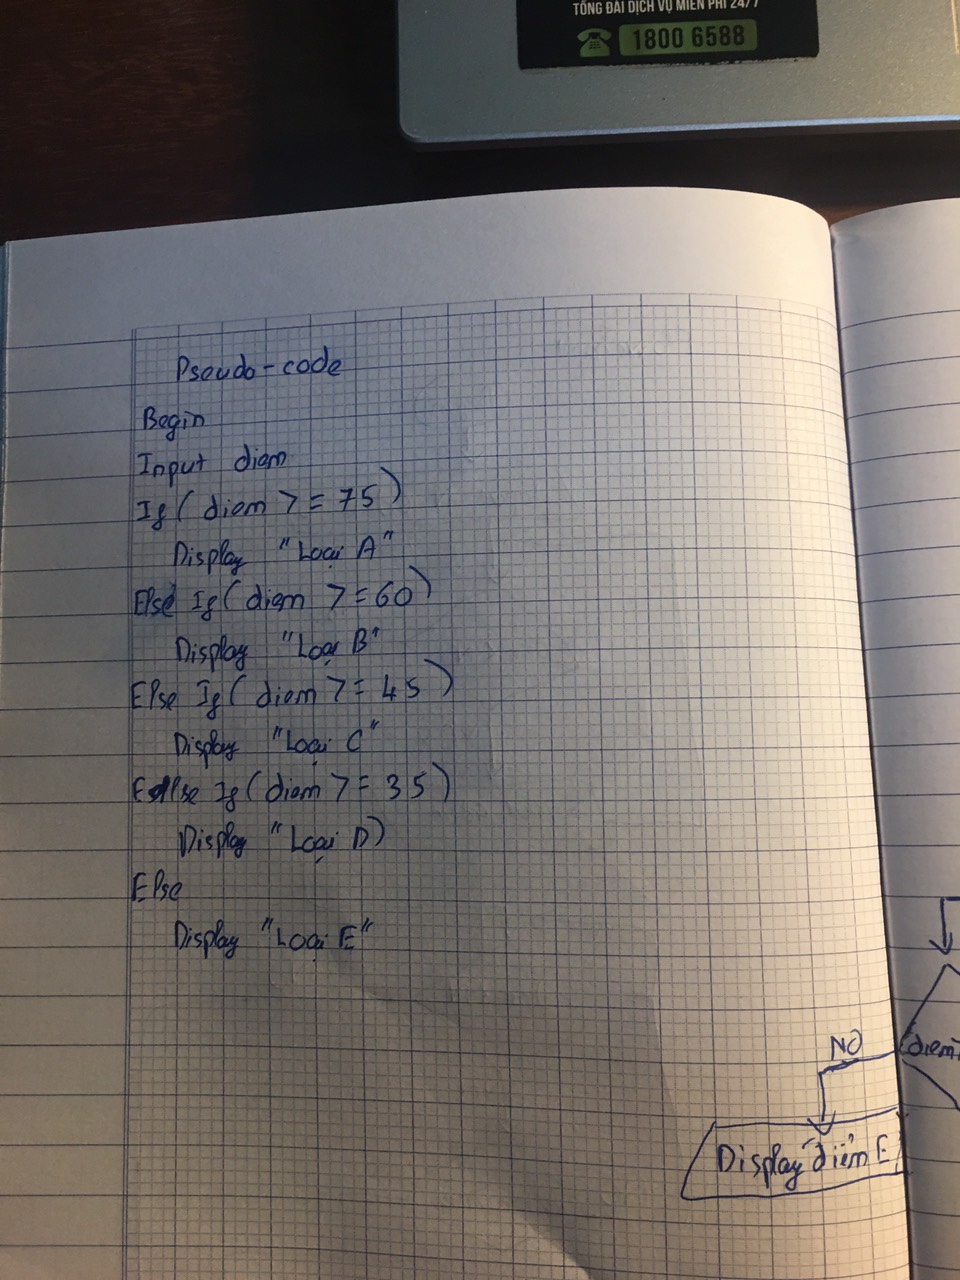 TỔNG ĐÀI DỊCH VỤ MIỄN PHÍ 24/7
1800 6588
Pseudo-code
Begin
Input diem
If ( diem >= 75 )
Display "Loại A"
Else If ( diem >= 60 )
Display "Loại B"
Else If ( diem >= 45 )
Display "Loại C"
Else If ( diem >= 35 )
Display "Loại D)
Else
Display "Loại E"
NO
(diem
Display "điểm E